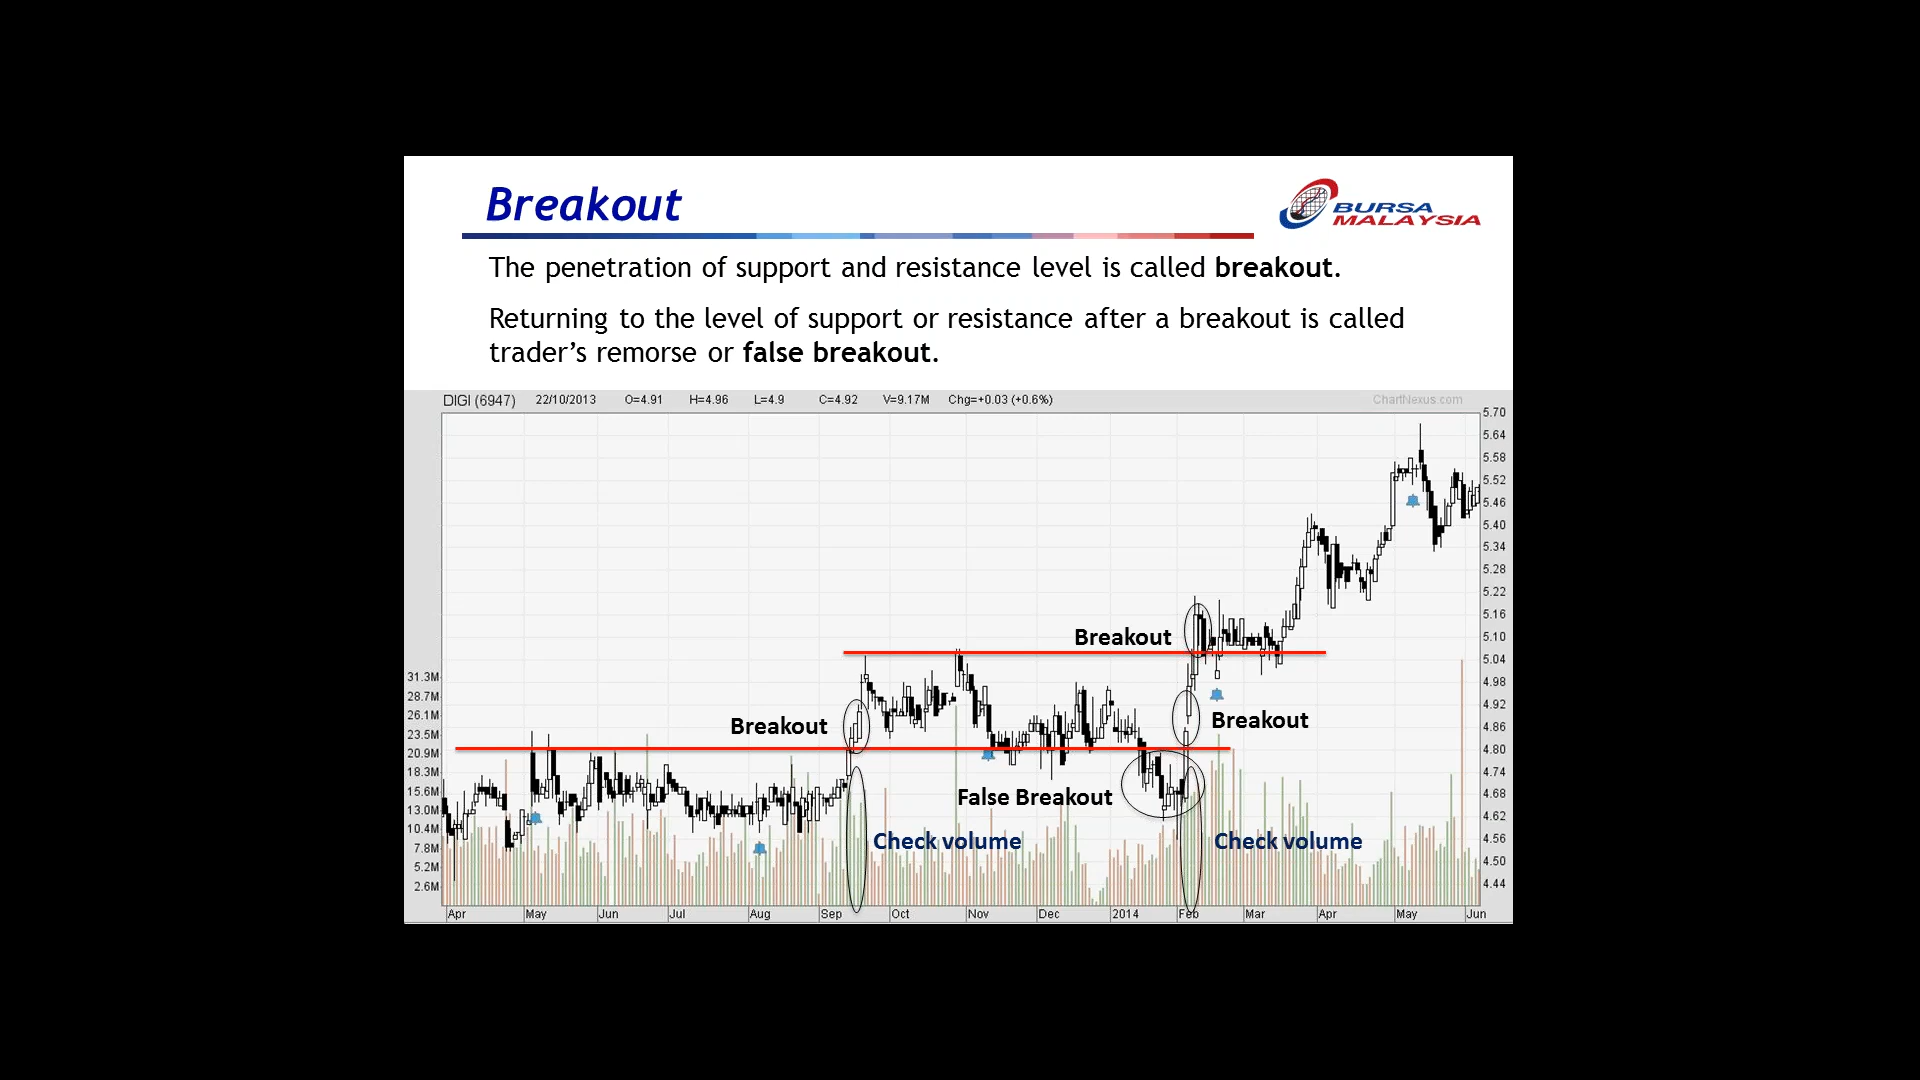 Breakout
BURSA
MALAYSIA
The penetration of support and resistance level is called breakout.
Returning to the level of support or resistance after a breakout is called
trader's remorse or false breakout.
DIGI (6947) 22/10/2013 O=4.91 H=4.96 L=4.9 C=4.92 V=9.17M Chg=+0.03 (+0.6%) ChartNexus.com
5.70
5.64
5.58
5.52
5.46
5.40
5.34
5.28
5.22
5.16
5.10
5.04
4.98
4.92
4.86
4.80
4.74
4.68
4.62
4.56
4.50
4.44
31.3M
28.7M
26.1M
23.5M
20.9M
18.3M
15.6M
13.0M
10.4M
7.8M
5.2M
2.6M
Breakout
Breakout
Breakout
False Breakout
Check volume
Check volume
Apr May Jun Jul Aug Sep Oct Nov Dec 2014 Feb Mar Apr May Jun